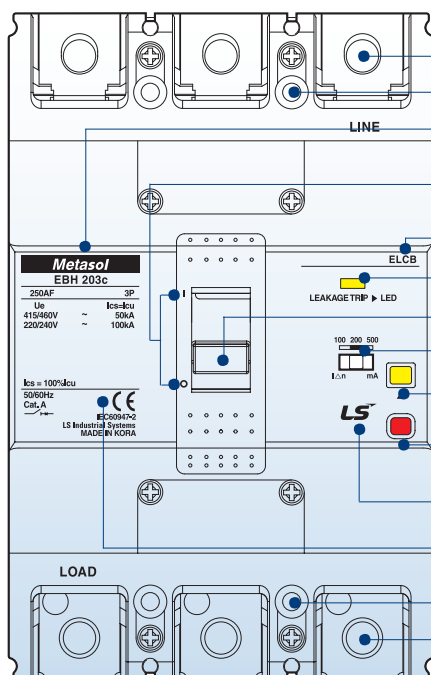 LINE
ELCB
Metasol
EBH 203c
250AF 3P
Ue Ics=Icu
415/460V ~ 50kA
220/240V ~ 100kA
Ics = 100%Icu
50/60Hz
Cat. A
CE
IEC60947-2
LS Industrial Systems
MADE IN KORA
I
O
LEAKAGE TRIP ▶ LED
100 200 500
I△n mA
LS
LOAD